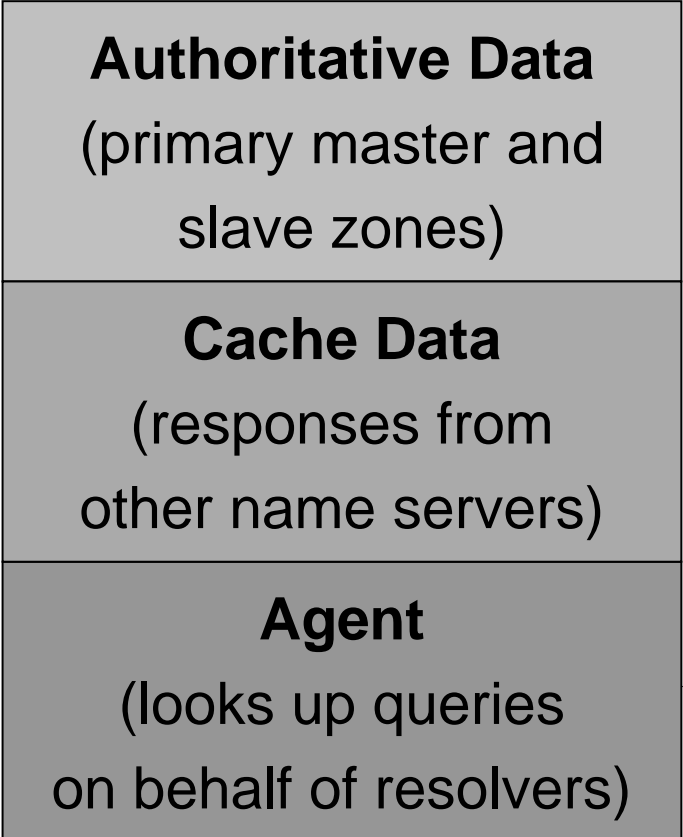 Authoritative Data
(primary master and
slave zones)
Cache Data
(responses from
other name servers)
Agent
(looks up queries
on behalf of resolvers)